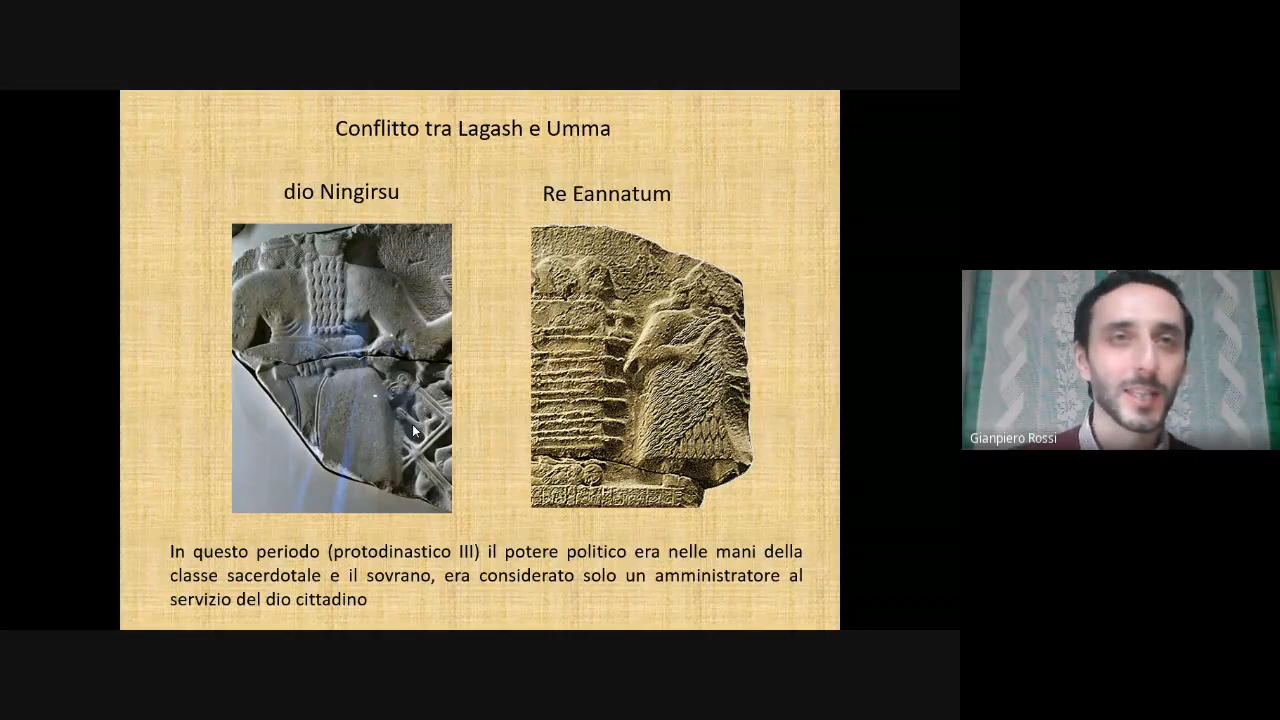 Conflitto tra Lagash e Umma
dio Ningirsu
Re Eannatum
In questo periodo (protodinastico III) il potere politico era nelle mani della
classe sacerdotale e il sovrano, era considerato solo un amministratore al
servizio del dio cittadino
Gianpiero Rossi